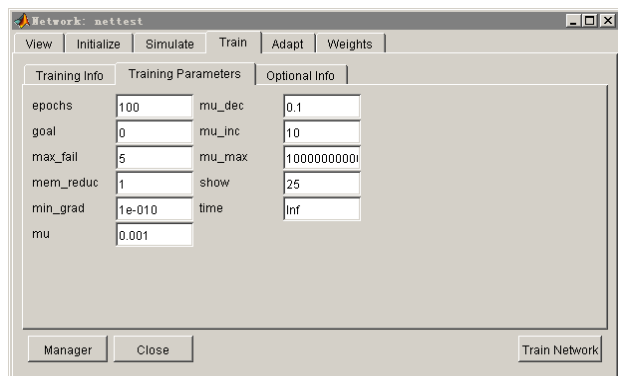 Network: nettest
View Initialize Simulate Train Adapt Weights
Training Info Training Parameters Optional Info
epochs 100 mu_dec 0.1
goal 0 mu_inc 10
max_fail 5 mu_max 1000000000
mem_reduc 1 show 25
min_grad 1e-010 time Inf
mu 0.001
Manager Close Train Network